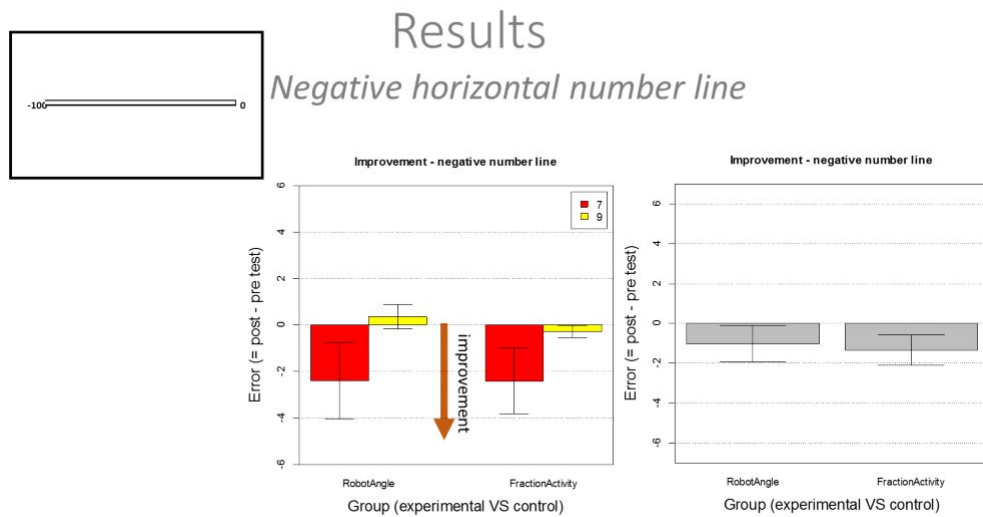 Results
Negative horizontal number line
-100 0
Improvement - negative number line
Error (= post - pre test)
6
4
2
0
-2
-4
-6
7
9
improvement
RobotAngle FractionActivity
Group (experimental VS control)
Improvement - negative number line
Error (= post - pre test)
6
4
2
0
-2
-4
-6
RobotAngle FractionActivity
Group (experimental VS control)